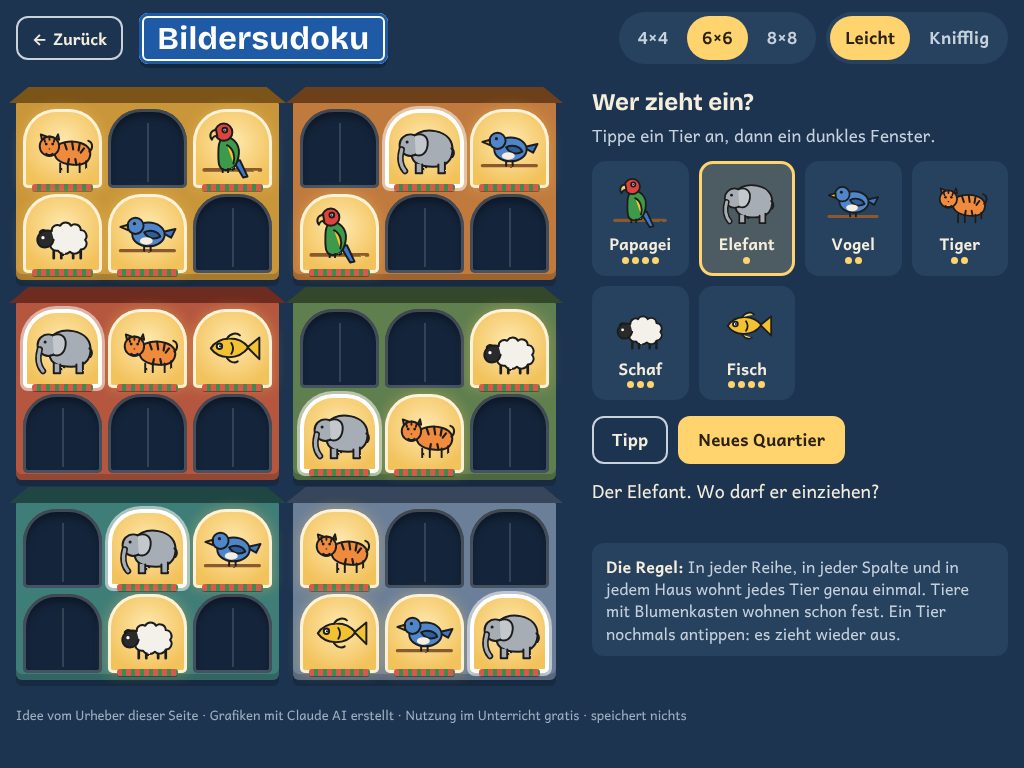 ← Zurück
Bildersudoku
4×4 6×6 8×8
Leicht Knifflig
Wer zieht ein?
Tippe ein Tier an, dann ein dunkles Fenster.
Papagei Elefant Vogel Tiger
Schaf Fisch
Tipp Neues Quartier
Der Elefant. Wo darf er einziehen?
Die Regel: In jeder Reihe, in jeder Spalte und in
jedem Haus wohnt jedes Tier genau einmal. Tiere
mit Blumenkasten wohnen schon fest. Ein Tier
nochmals antippen: es zieht wieder aus.
Idee vom Urheber dieser Seite · Grafiken mit Claude AI erstellt · Nutzung im Unterricht gratis · speichert nichts